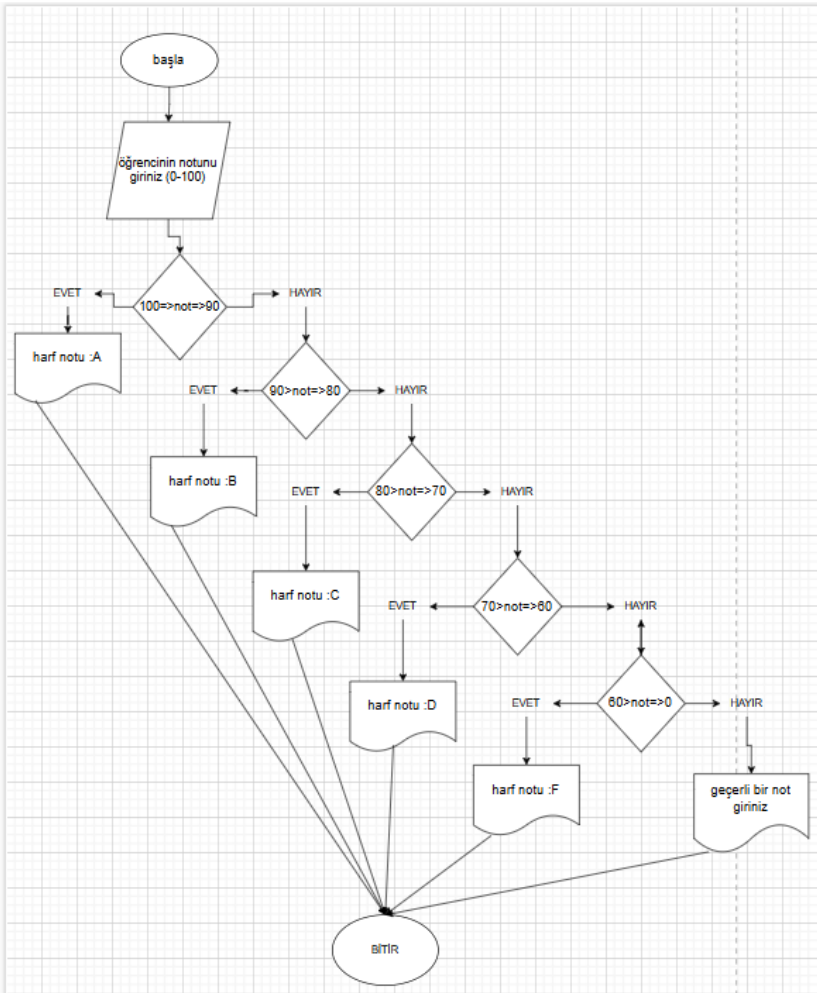 başla
öğrencinin notunu
giriniz (0-100)
100=>not=>90
EVET
HAYIR
harf notu :A
90>not=>80
EVET
HAYIR
harf notu :B
80>not=>70
EVET
HAYIR
harf notu :C
70>not=>60
EVET
HAYIR
harf notu :D
60>not=>0
EVET
HAYIR
harf notu :F
geçerli bir not
giriniz
BİTİR